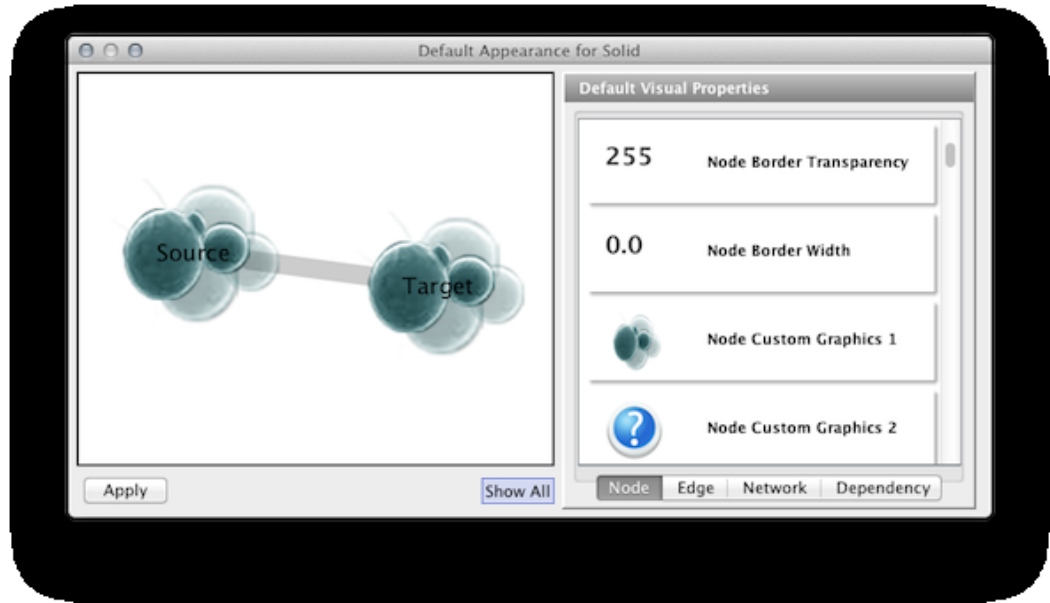 Default Appearance for Solid
Source
Target
Apply
Show All
Default Visual Properties
255 Node Border Transparency
0.0 Node Border Width
Node Custom Graphics 1
? Node Custom Graphics 2
Node Edge Network Dependency